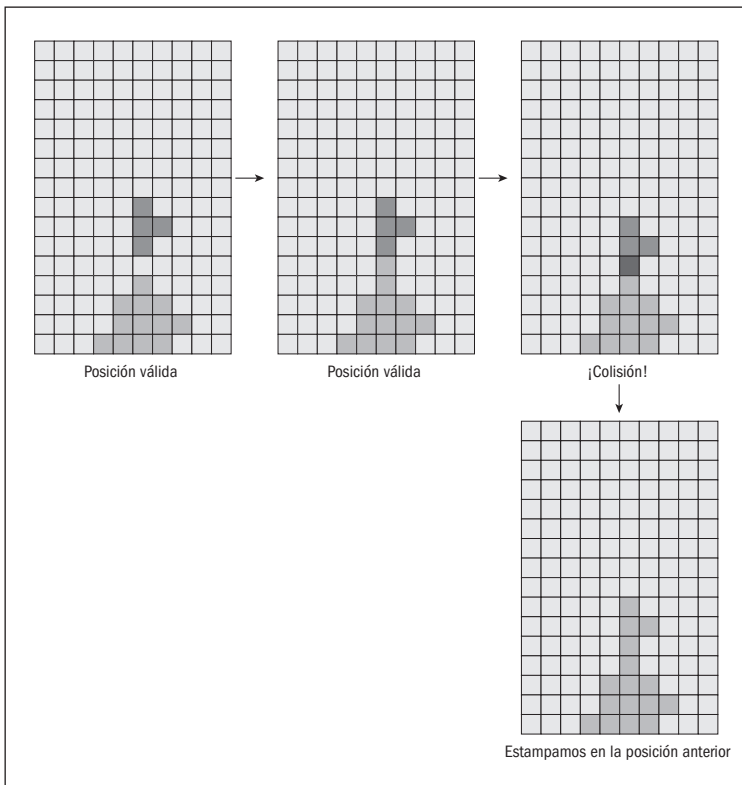 Posición válida
Posición válida
¡Colisión!
Estampamos en la posición anterior